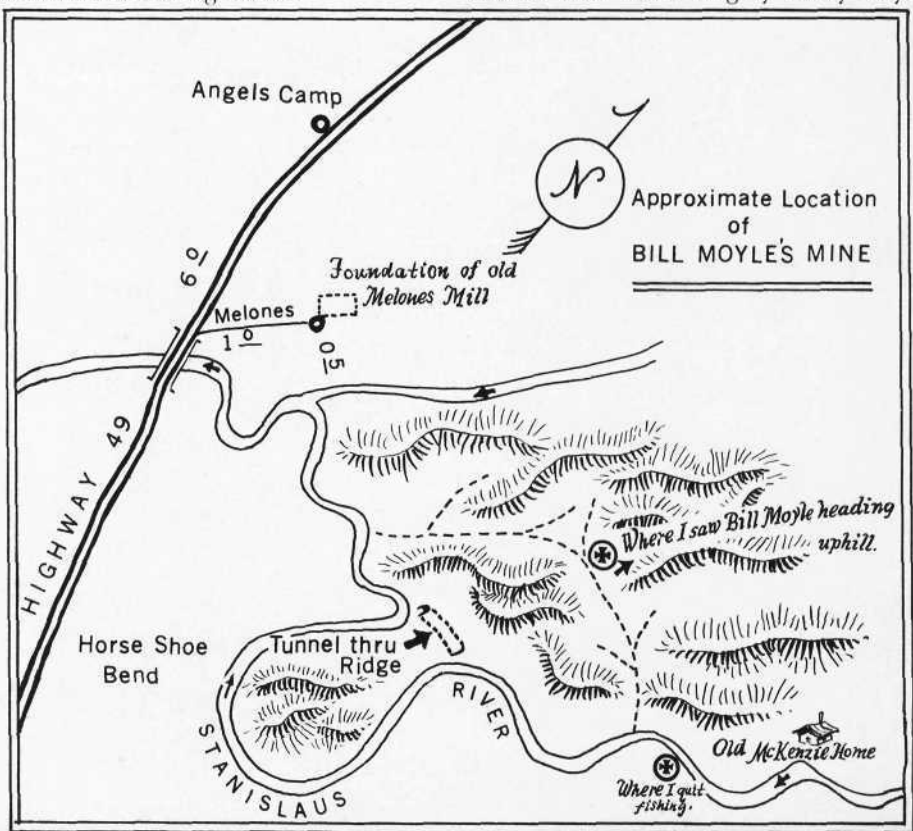 Angels Camp
N
Approximate Location
of
BILL MOYLE'S MINE
6 0
Foundation of old
Melones Mill
Melones
1 0
0 5
HIGHWAY 49
Where I saw Bill Moyle heading
uphill.
Horse Shoe
Bend
Tunnel thru
Ridge
STANISLAUS
RIVER
Old McKenzie Home
Where I quit
fishing.